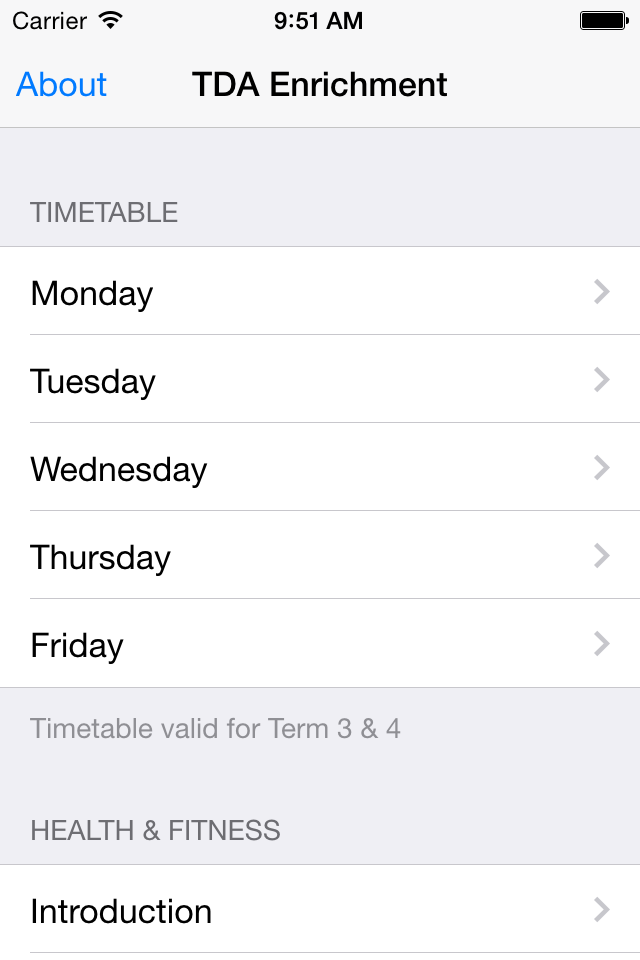 Carrier 9:51 AM
About TDA Enrichment
TIMETABLE
Monday
Tuesday
Wednesday
Thursday
Friday
Timetable valid for Term 3 & 4
HEALTH & FITNESS
Introduction